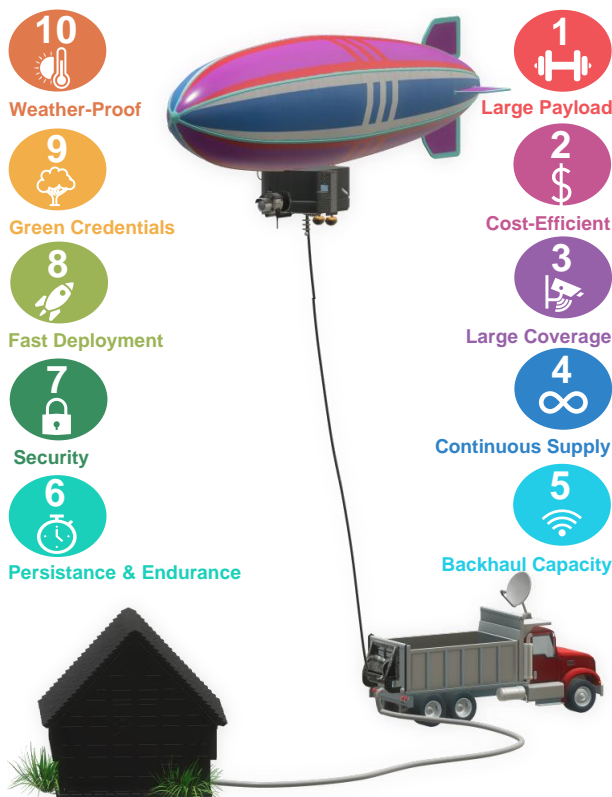 10
Weather-Proof
9
Green Credentials
8
Fast Deployment
7
Security
6
Persistance & Endurance
1
Large Payload
2
$
Cost-Efficient
3
Large Coverage
4
Continuous Supply
5
Backhaul Capacity